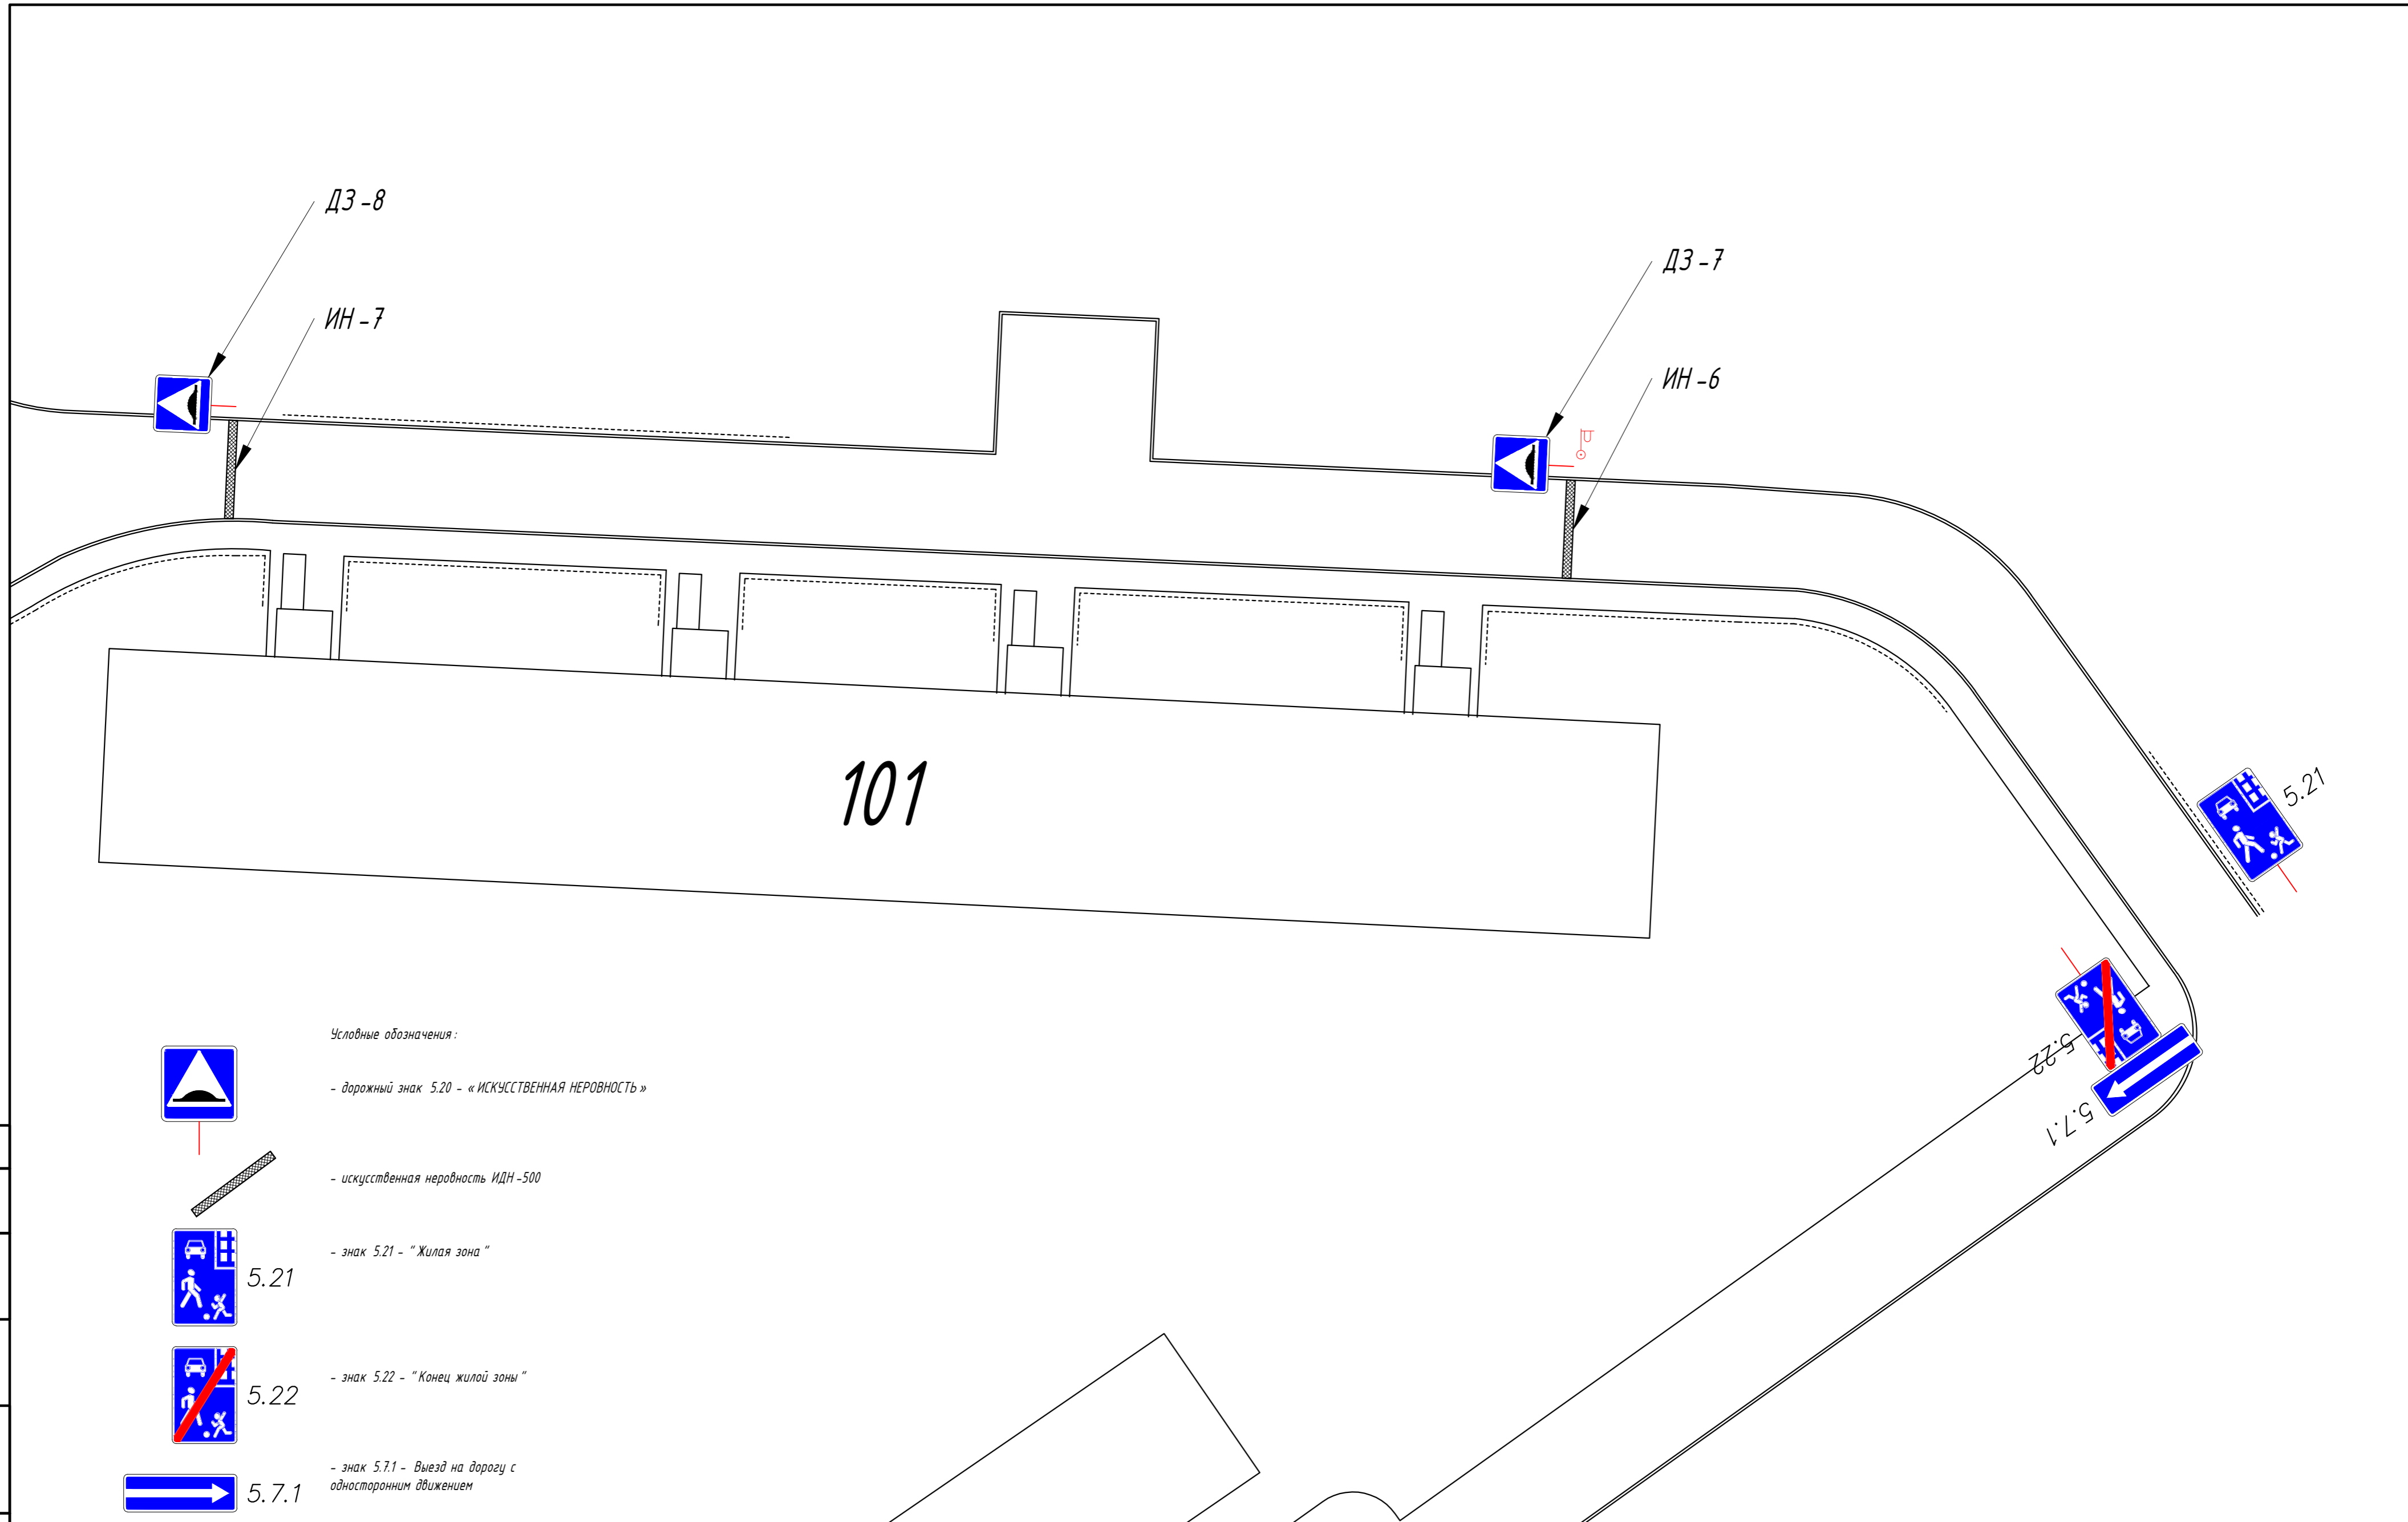 ДЗ-8
ИН-7
ДЗ-7
ИН-6
101
5.21
5.22
5.7.1
Условные обозначения:
- дорожный знак 5.20 - «ИСКУССТВЕННАЯ НЕРОВНОСТЬ»
- искусственная неровность ИДН-500
- знак 5.21 - "Жилая зона"
5.21
- знак 5.22 - "Конец жилой зоны"
5.22
- знак 5.7.1 - Выезд на дорогу с
односторонним движением
5.7.1